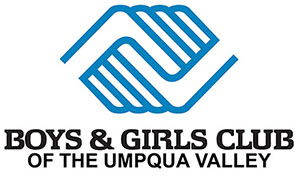 BOYS & GIRLS CLUB
OF THE UMPQUA VALLEY